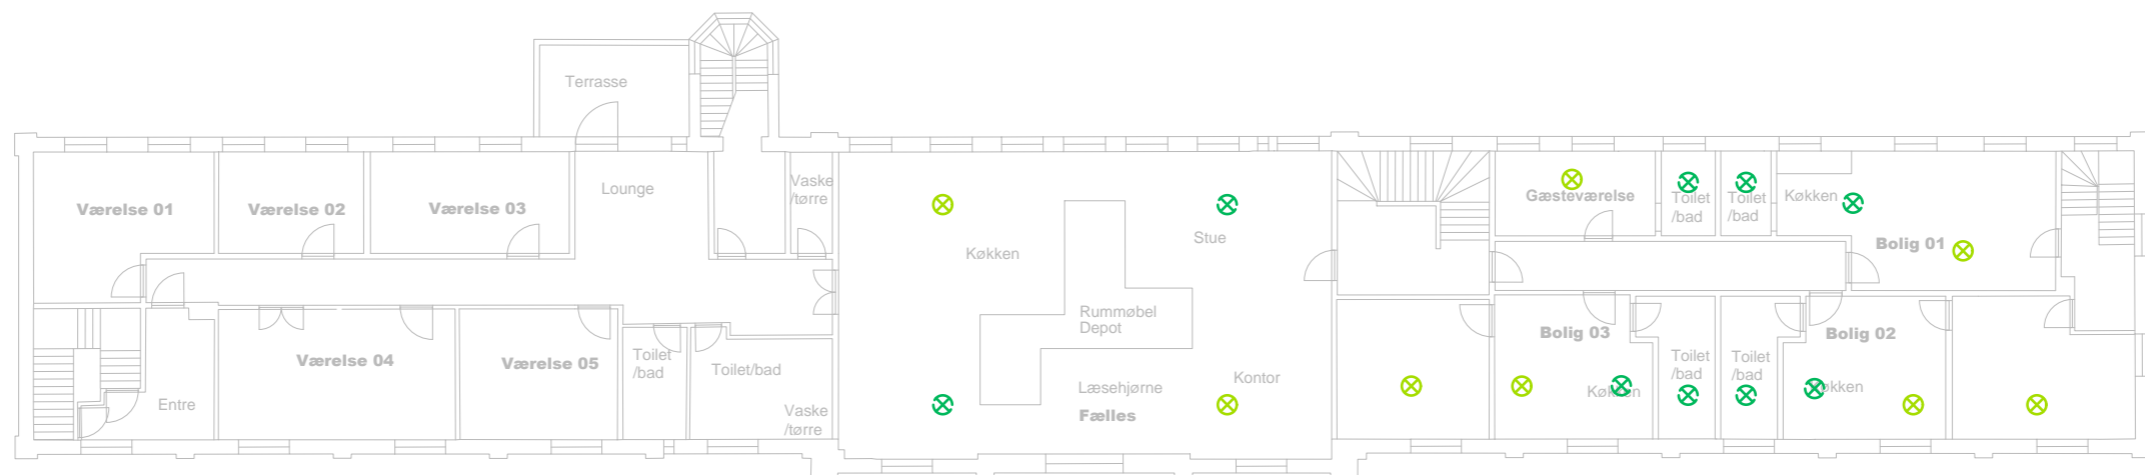 Terrasse
Værelse 01
Værelse 02
Værelse 03
Lounge
Vaske
/tørre
Køkken
Stue
Gæsteværelse
Toilet
/bad
Toilet
/bad
Køkken
Bolig 01
Værelse 04
Værelse 05
Toilet
/bad
Toilet/bad
Entre
Vaske
/tørre
Rummøbel
Depot
Læsehjørne
Fælles
Kontor
Bolig 03
Køkken
Toilet
/bad
Toilet
/bad
Bolig 02
Køkken